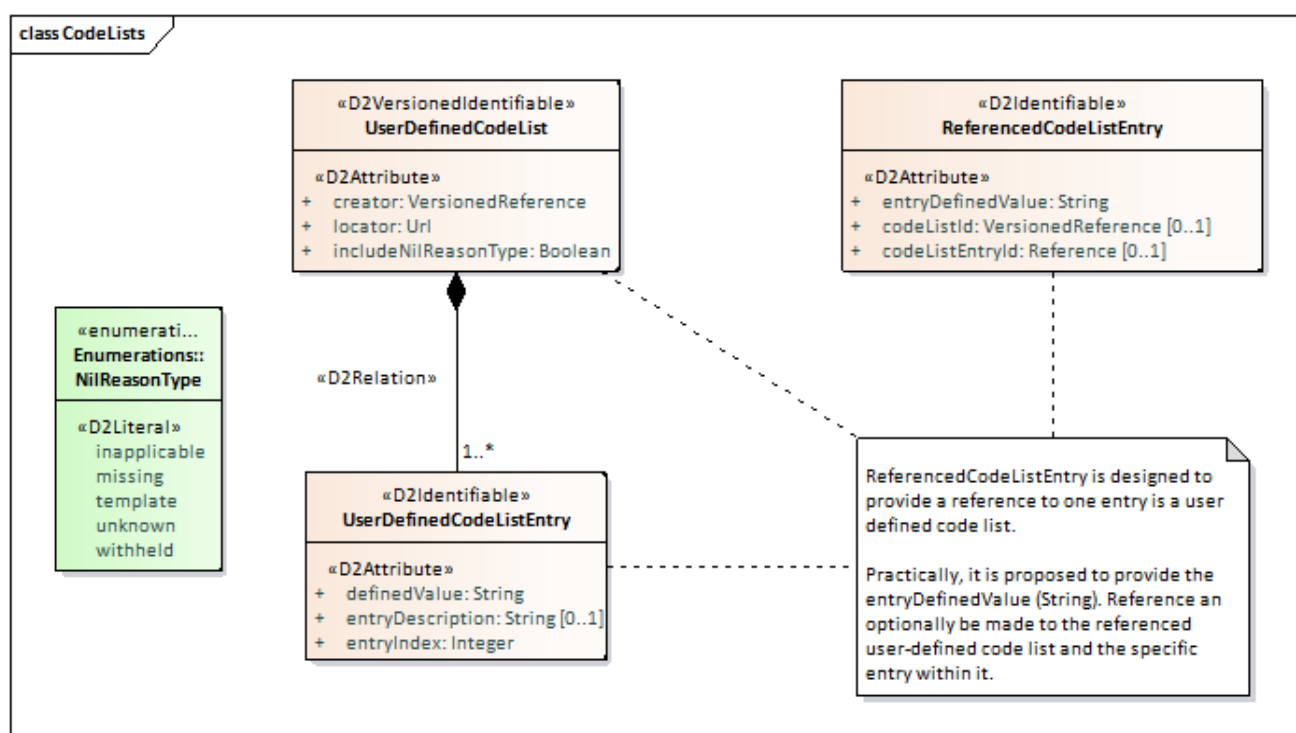 class CodeLists
«D2VersionedIdentifiable»
UserDefinedCodeList
«D2Attribute»
+ creator: VersionedReference
+ locator: Url
+ includeNilReasonType: Boolean
«D2Identifiable»
ReferencedCodeListEntry
«D2Attribute»
+ entryDefinedValue: String
+ codeListId: VersionedReference [0..1]
+ codeListEntryId: Reference [0..1]
«enumerati...
Enumerations::
NilReasonType
«D2Literal»
inapplicable
missing
template
unknown
withheld
«D2Relation»
1..*
«D2Identifiable»
UserDefinedCodeListEntry
«D2Attribute»
+ definedValue: String
+ entryDescription: String [0..1]
+ entryIndex: Integer
ReferencedCodeListEntry is designed to
provide a reference to one entry is a user
defined code list.
Practically, it is proposed to provide the
entryDefinedValue (String). Reference an
optionally be made to the referenced
user-defined code list and the specific
entry within it.